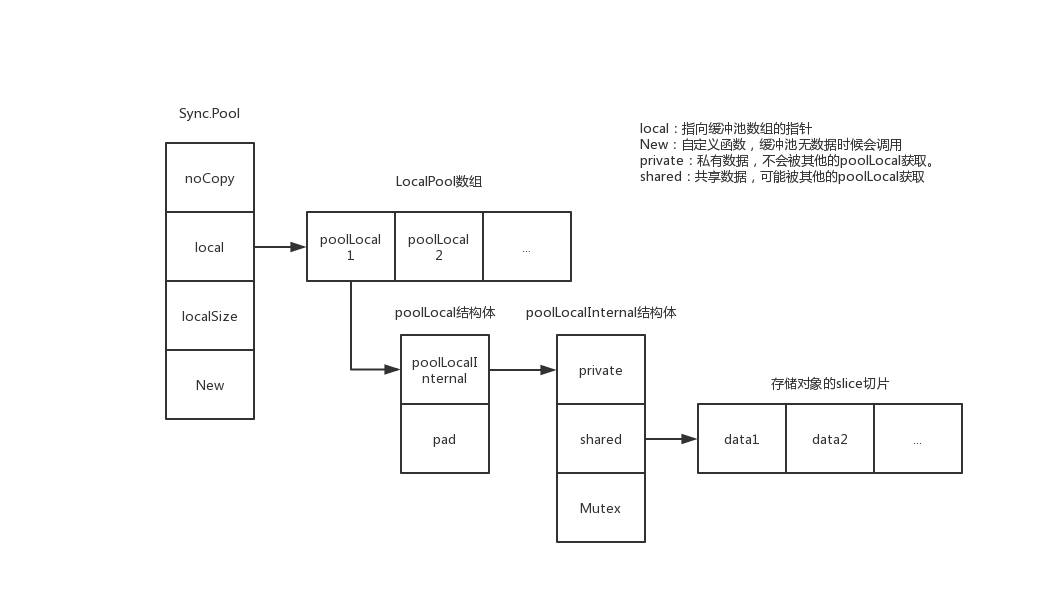 Sync.Pool
noCopy
local
localSize
New
LocalPool数组
poolLocal
1
poolLocal
2
...
local：指向缓冲池数组的指针
New：自定义函数，缓冲池无数据时候会调用
private：私有数据，不会被其他的poolLocal获取。
shared：共享数据，可能被其他的poolLocal获取
poolLocal结构体
poolLocalI
nternal
pad
poolLocalInternal结构体
private
shared
Mutex
存储对象的slice切片
data1
data2
...